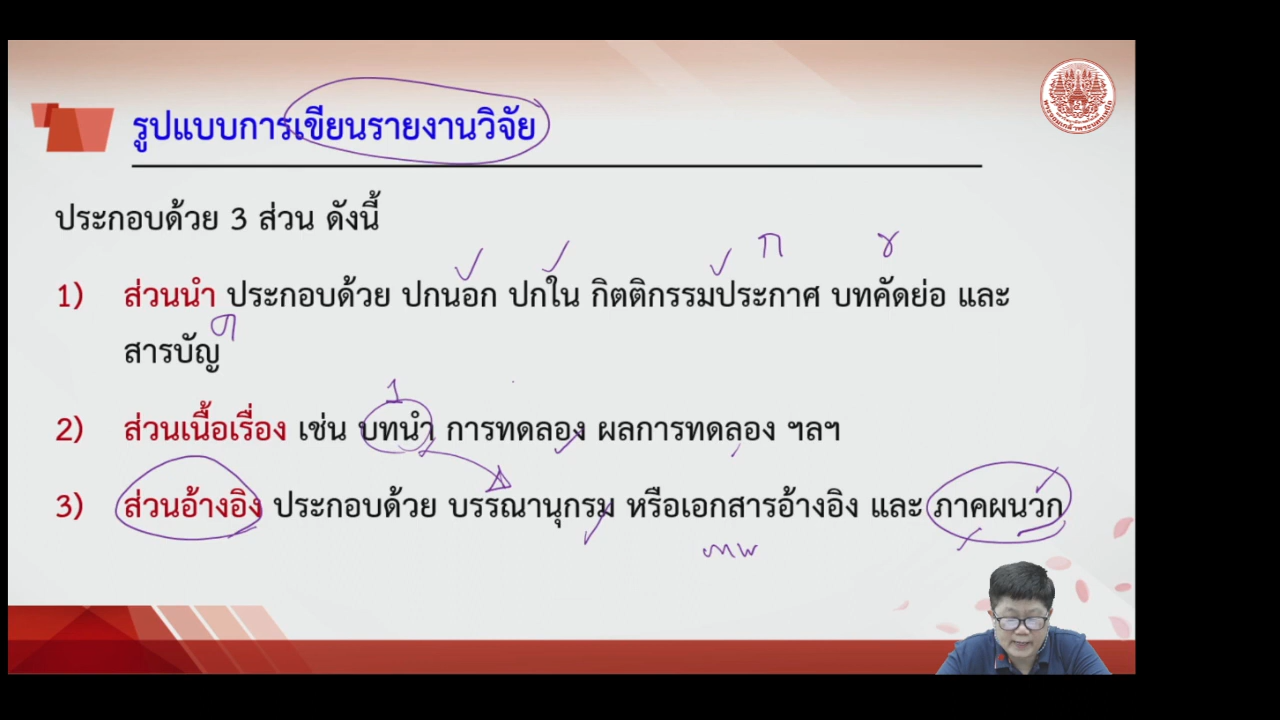 รูปแบบการเขียนรายงานวิจัย
ประกอบด้วย 3 ส่วน ดังนี้
ก ข
1) ส่วนนำ ประกอบด้วย ปกนอก ปกใน กิตติกรรมประกาศ บทคัดย่อ และ
ค
สารบัญ
1
2) ส่วนเนื้อเรื่อง เช่น บทนำ การทดลอง ผลการทดลอง ฯลฯ
3) ส่วนอ้างอิง ประกอบด้วย บรรณานุกรม หรือเอกสารอ้างอิง และ ภาคผนวก